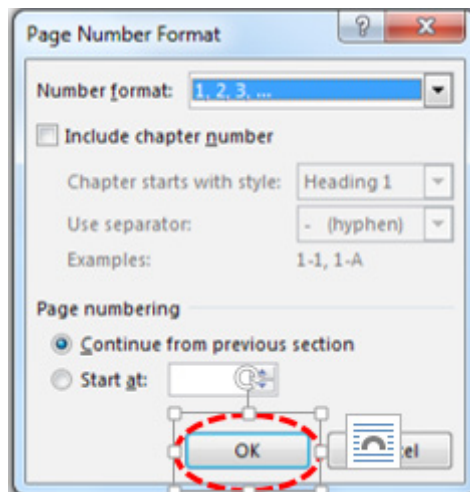 Page Number Format
Number format: 1, 2, 3, ...
Include chapter number
Chapter starts with style: Heading 1
Use separator: - (hyphen)
Examples: 1-1, 1-A
Page numbering
Continue from previous section
Start at:
OK